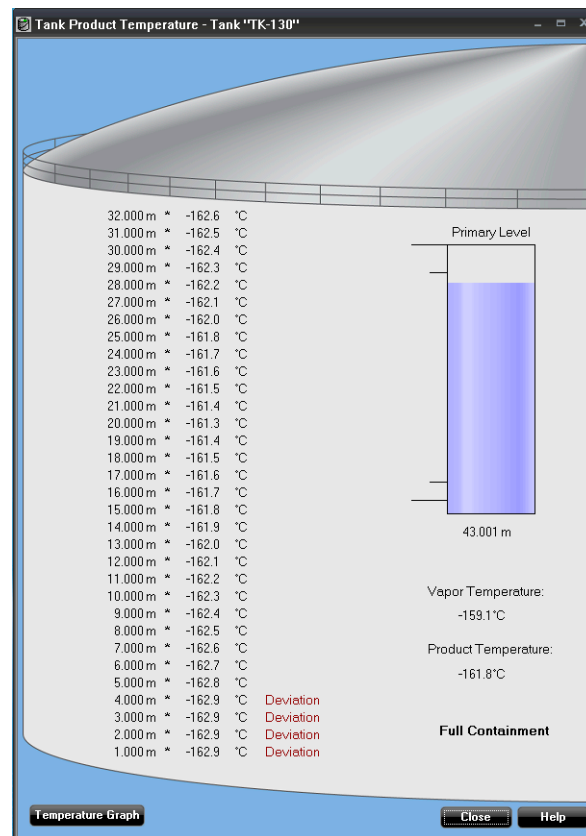 Tank Product Temperature - Tank "TK-130"
32.000 m * -162.6 °C
31.000 m * -162.5 °C
30.000 m * -162.4 °C
29.000 m * -162.3 °C
28.000 m * -162.2 °C
27.000 m * -162.1 °C
26.000 m * -162.0 °C
25.000 m * -161.8 °C
24.000 m * -161.7 °C
23.000 m * -161.6 °C
22.000 m * -161.5 °C
21.000 m * -161.4 °C
20.000 m * -161.3 °C
19.000 m * -161.4 °C
18.000 m * -161.5 °C
17.000 m * -161.6 °C
16.000 m * -161.7 °C
15.000 m * -161.8 °C
14.000 m * -161.9 °C
13.000 m * -162.0 °C
12.000 m * -162.1 °C
11.000 m * -162.2 °C
10.000 m * -162.3 °C
9.000 m * -162.4 °C
8.000 m * -162.5 °C
7.000 m * -162.6 °C
6.000 m * -162.7 °C
5.000 m * -162.8 °C
4.000 m * -162.9 °C Deviation
3.000 m * -162.9 °C Deviation
2.000 m * -162.9 °C Deviation
1.000 m * -162.9 °C Deviation
Primary Level
43.001 m
Vapor Temperature:
-159.1°C
Product Temperature:
-161.8°C
Full Containment
Temperature Graph
Close
Help